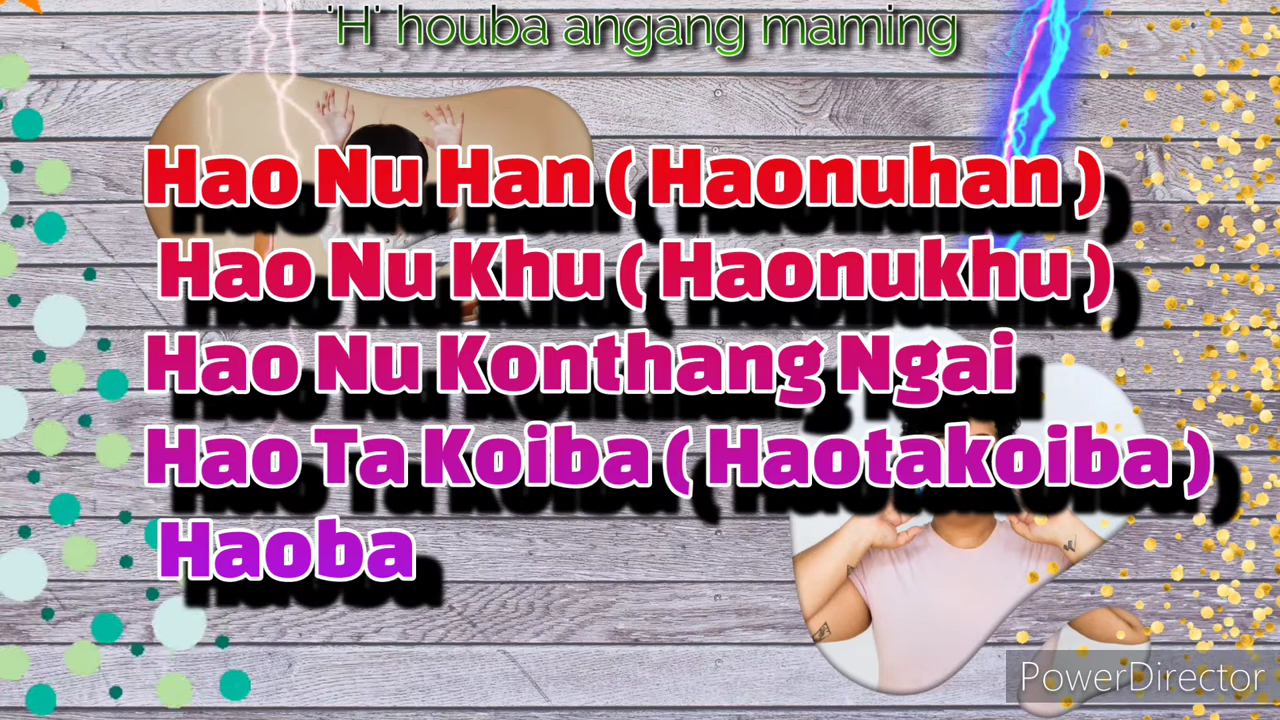 'H' houba angang maming
Hao Nu Han ( Haonuhan )
Hao Nu Khu ( Haonukhu )
Hao Nu Konthang Ngai
Hao Ta Koiba ( Haotakoiba )
Haoba
PowerDirector